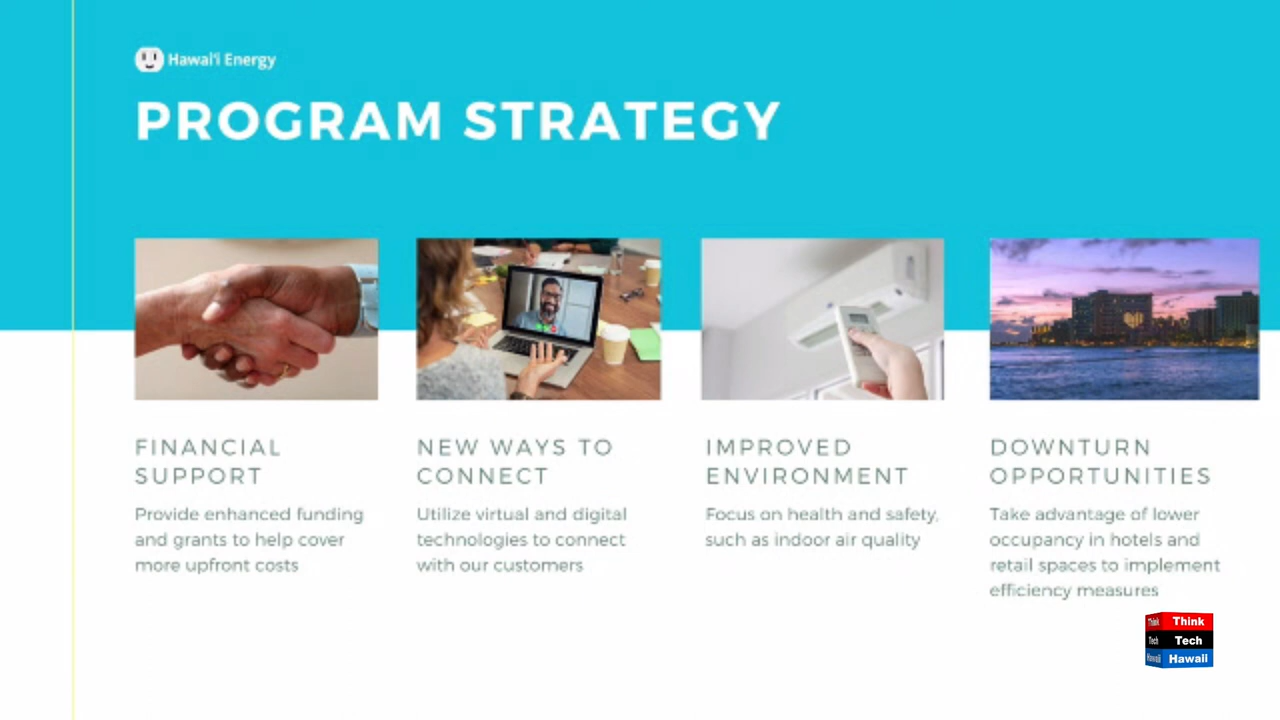 Hawai'i Energy
PROGRAM STRATEGY
FINANCIAL
SUPPORT
Provide enhanced funding
and grants to help cover
more upfront costs
NEW WAYS TO
CONNECT
Utilize virtual and digital
technologies to connect
with our customers
IMPROVED
ENVIRONMENT
Focus on health and safety,
such as indoor air quality
DOWNTURN
OPPORTUNITIES
Take advantage of lower
occupancy in hotels and
retail spaces to implement
efficiency measures
Think Think
Tech Tech
Hawaii Hawaii